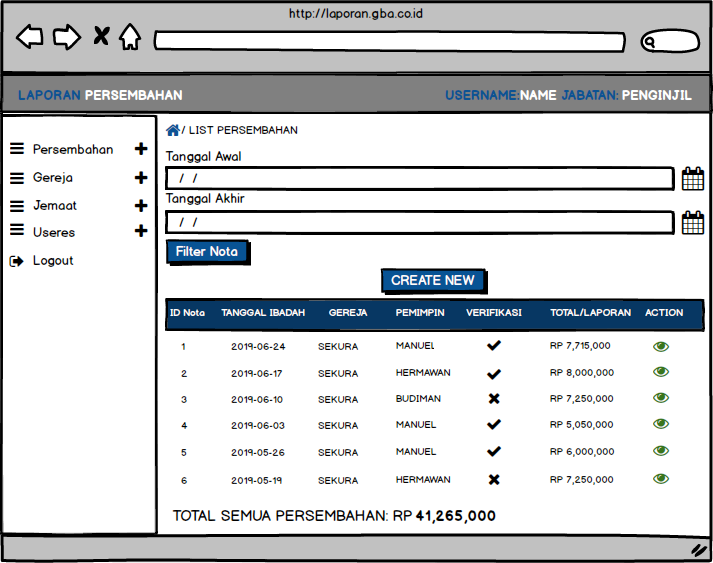 http://laporan.gba.co.id
LAPORAN PERSEMBAHAN USERNAME:NAME JABATAN: PENGINJIL
Persembahan
Gereja
Jemaat
Useres
Logout
/ LIST PERSEMBAHAN
Tanggal Awal
/ /
Tanggal Akhir
/ /
Filter Nota
CREATE NEW
ID Nota TANGGAL IBADAH GEREJA PEMIMPIN VERIFIKASI TOTAL/LAPORAN ACTION
1 2019-06-24 SEKURA MANUEL RP 7,715,000
2 2019-06-17 SEKURA HERMAWAN RP 8,000,000
3 2019-06-10 SEKURA BUDIMAN RP 7,250,000
4 2019-06-03 SEKURA MANUEL RP 5,050,000
5 2019-05-26 SEKURA MANUEL RP 6,000,000
6 2019-05-19 SEKURA HERMAWAN RP 7,250,000
TOTAL SEMUA PERSEMBAHAN: RP 41,265,000